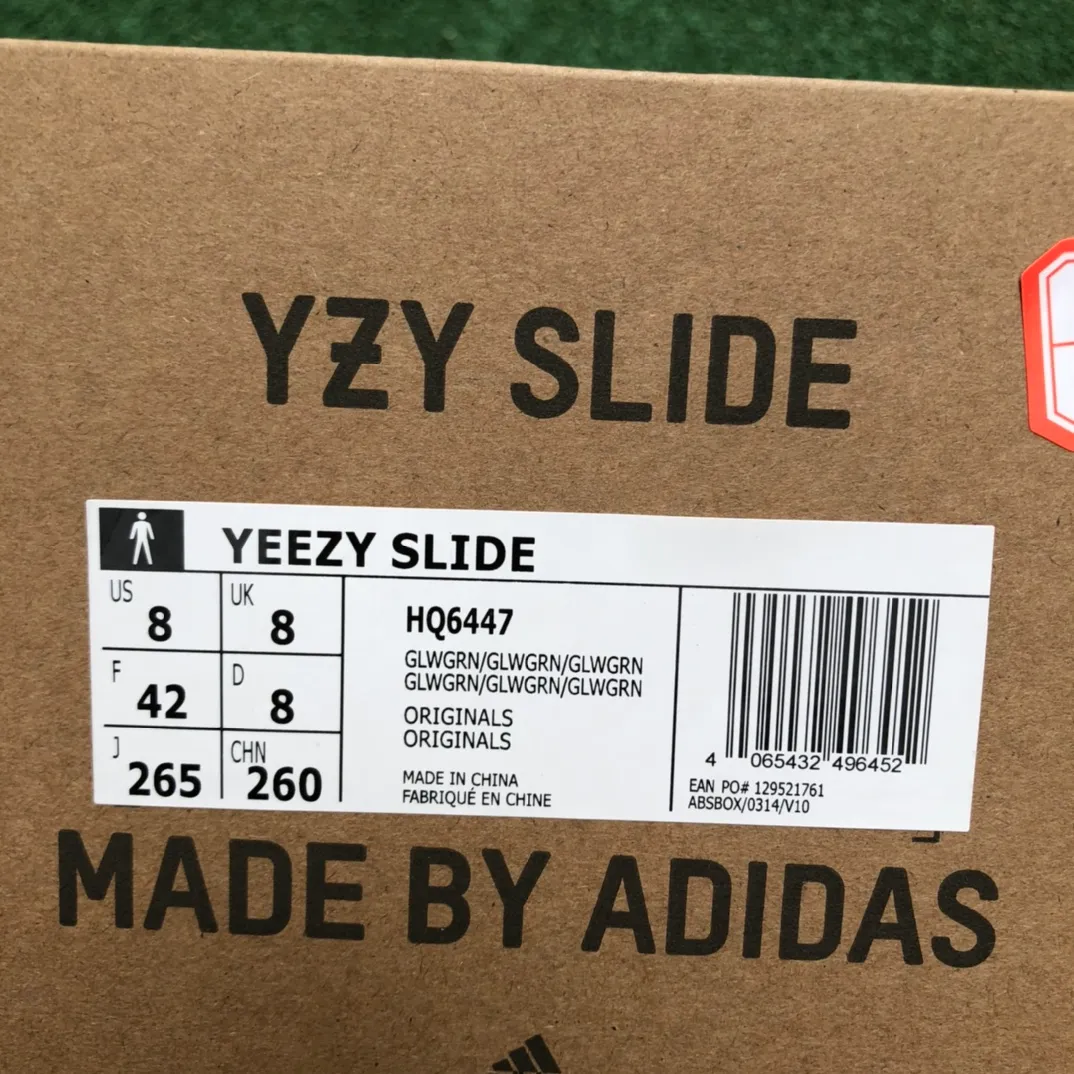 YZY SLIDE
YEEZY SLIDE
US 8 UK 8
F 42 D 8
J 265 CHN 260
HQ6447
GLWGRN/GLWGRN/GLWGRN
GLWGRN/GLWGRN/GLWGRN
ORIGINALS
ORIGINALS
MADE IN CHINA
FABRIQUÉ EN CHINE
4 065432 496452
EAN PO# 129521761
ABSBOX/0314/V10
MADE BY ADIDAS